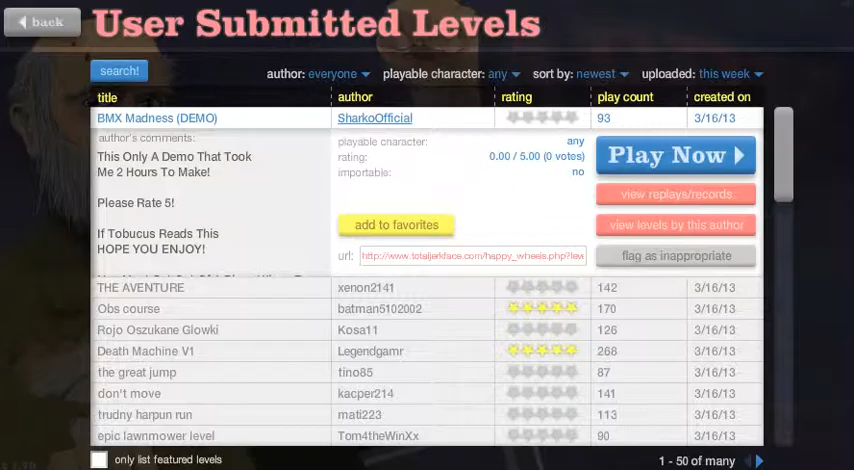 back
User Submitted Levels
search!
author: everyone playable character: any sort by: newest uploaded: this week
title author rating play count created on
BMX Madness (DEMO) SharkoOfficial 93 3/16/13
author's comments:
This Only A Demo That Took
Me 2 Hours To Make!
Please Rate 5!
If Tobucus Reads This
HOPE YOU ENJOY!
playable character: any
rating: 0.00 / 5.00 (0 votes)
importable: no
add to favorites
url: http://www.totaljerkface.com/happy_wheels.php?lev
Play Now
view replays/records
view levels by this author
flag as inappropriate
THE AVENTURE xenon2141 142 3/16/13
Obs course batman5102002 170 3/16/13
Rojo Oszukane Glowki Kosa11 126 3/16/13
Death Machine V1 Legendgamr 268 3/16/13
the great jump tino85 87 3/16/13
don't move kacper214 141 3/16/13
trudny harpun run mati223 113 3/16/13
epic lawnmower level Tom4theWinXx 90 3/16/13
only list featured levels
1 - 50 of many